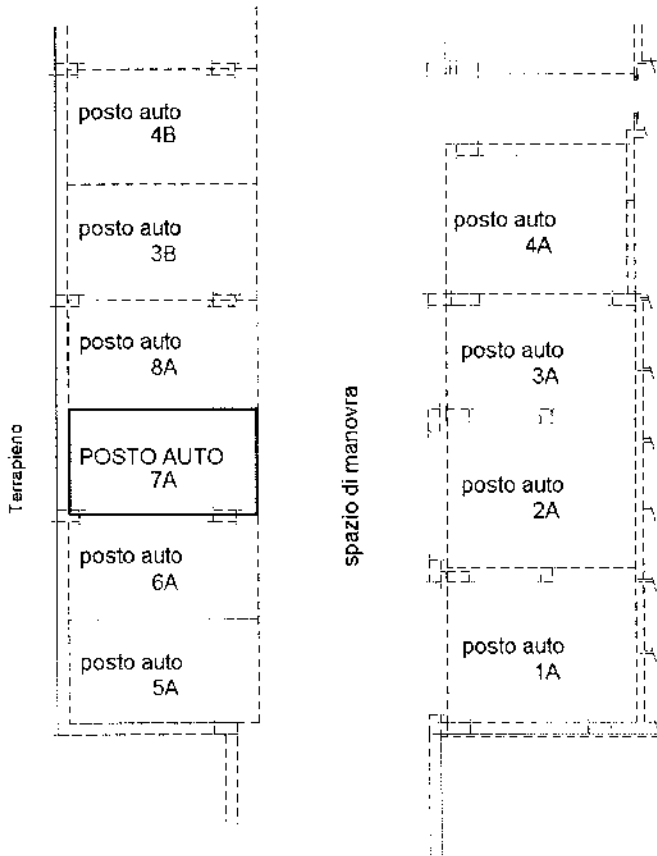 posto auto
4B
posto auto
3B
posto auto
8A
POSTO AUTO
7A
posto auto
6A
posto auto
5A
Terrapieno
spazio di manovra
posto auto
4A
posto auto
3A
posto auto
2A
posto auto
1A